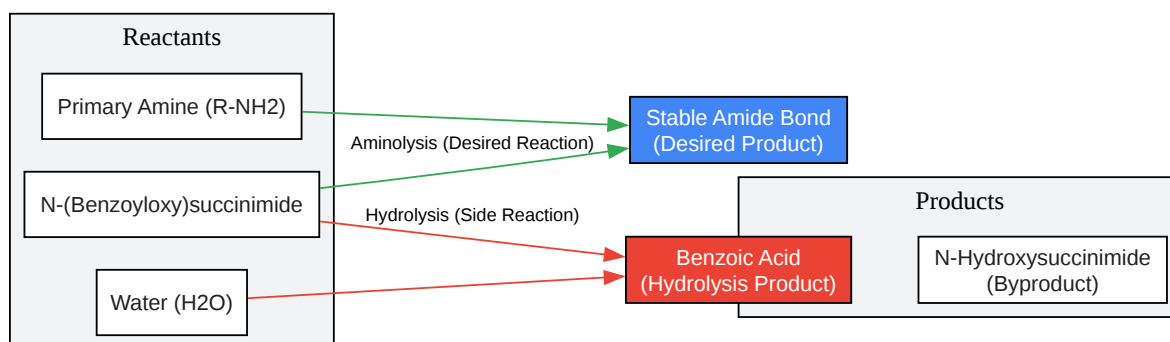 Reactants
Primary Amine (R-NH2)
N-(Benzoyloxy)succinimide
Water (H2O)
Aminolysis (Desired Reaction)
Hydrolysis (Side Reaction)
Stable Amide Bond
(Desired Product)
Products
Benzoic Acid
(Hydrolysis Product)
N-Hydroxysuccinimide
(Byproduct)